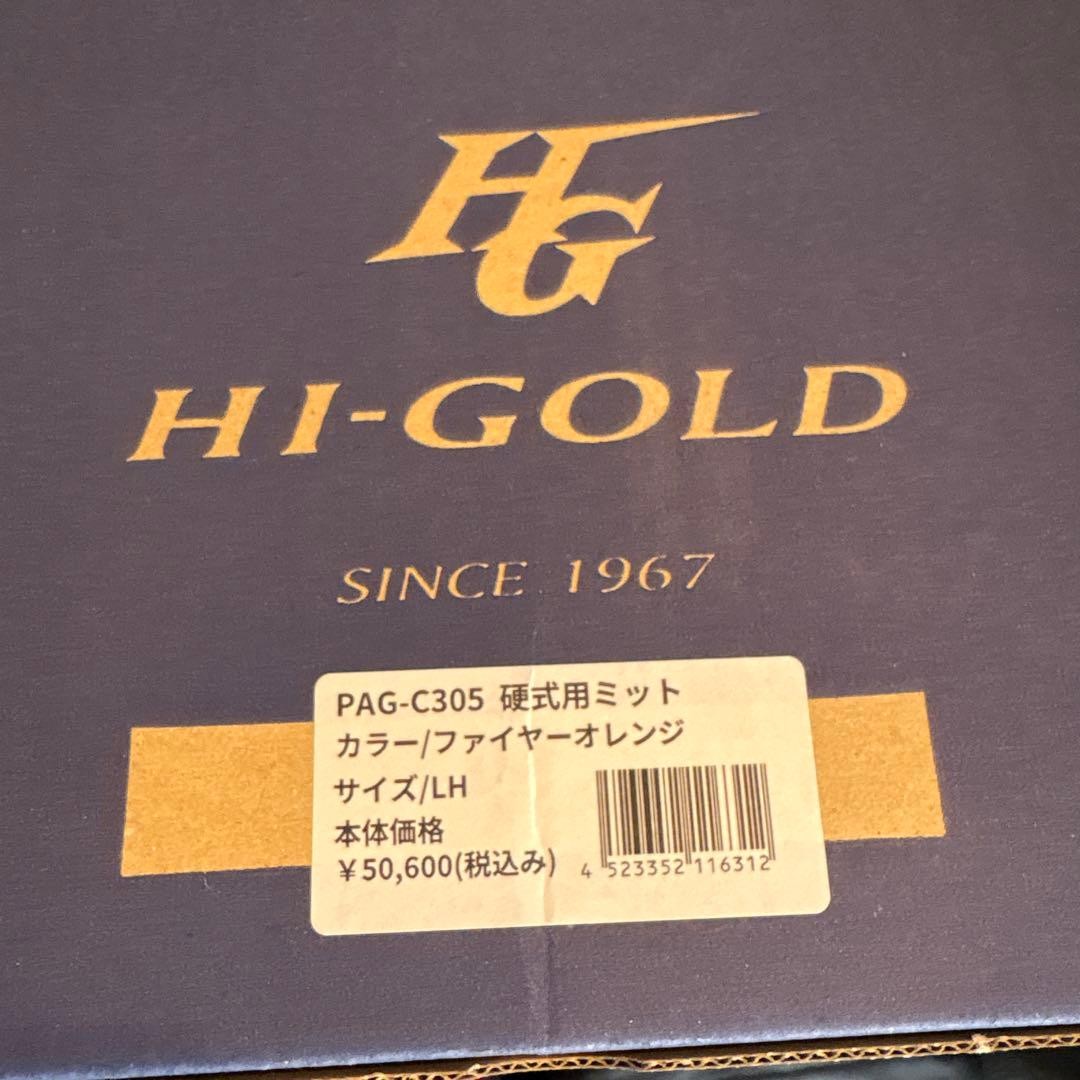 HG
HI-GOLD
SINCE 1967
PAG-C305 硬式用ミット
カラー/ファイヤーオレンジ
サイズ/LH
本体価格
￥50,600(税込み)
4 523352 116312